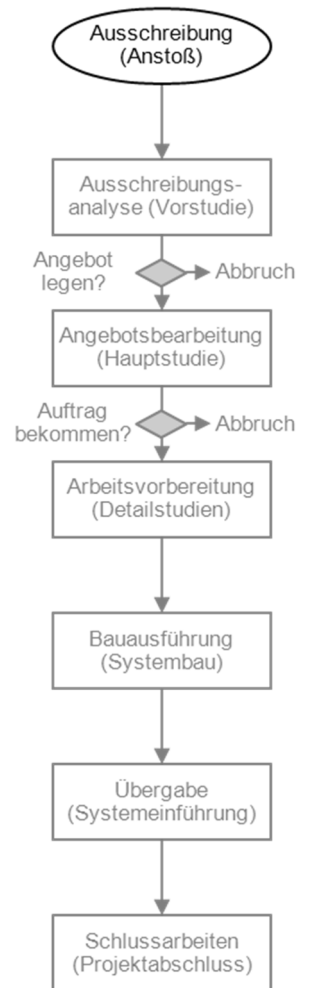 Ausschreibung
(Anstoß)
Ausschreibungs-
analyse (Vorstudie)
Angebot
legen?
Abbruch
Angebotsbearbeitung
(Hauptstudie)
Auftrag
bekommen?
Abbruch
Arbeitsvorbereitung
(Detailstudien)
Bauausführung
(Systembau)
Übergabe
(Systemeinführung)
Schlussarbeiten
(Projektabschluss)